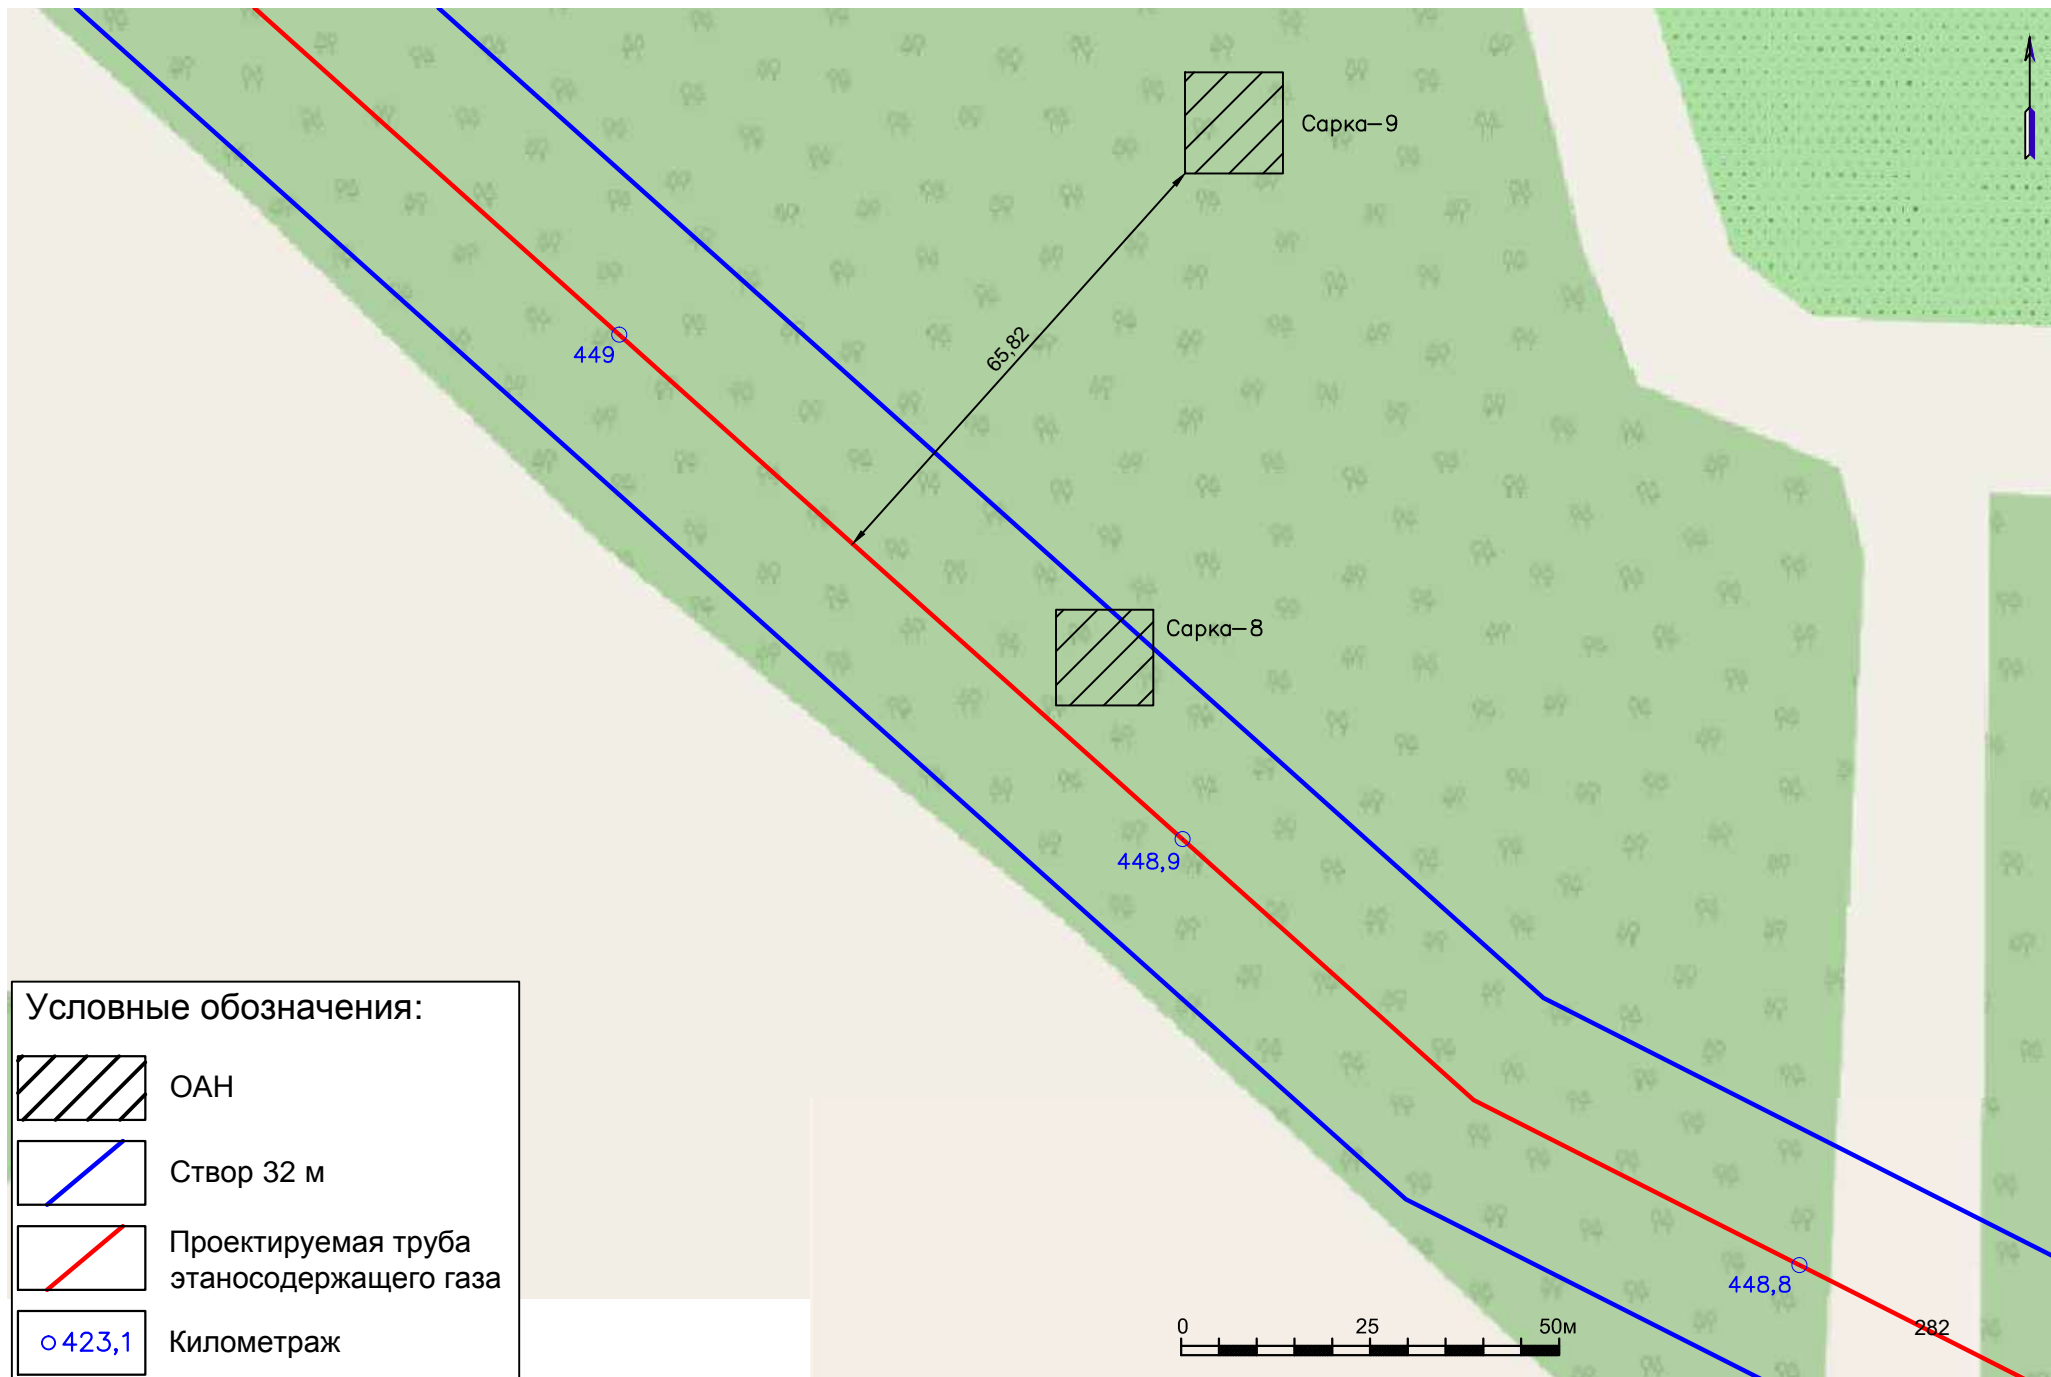 Сарка-9
65,82
449
Сарка-8
448,9
448,8
282
0 25 50м
Условные обозначения:
ОАН
Створ 32 м
Проектируемая труба
этаносодержащего газа
423,1
Километраж